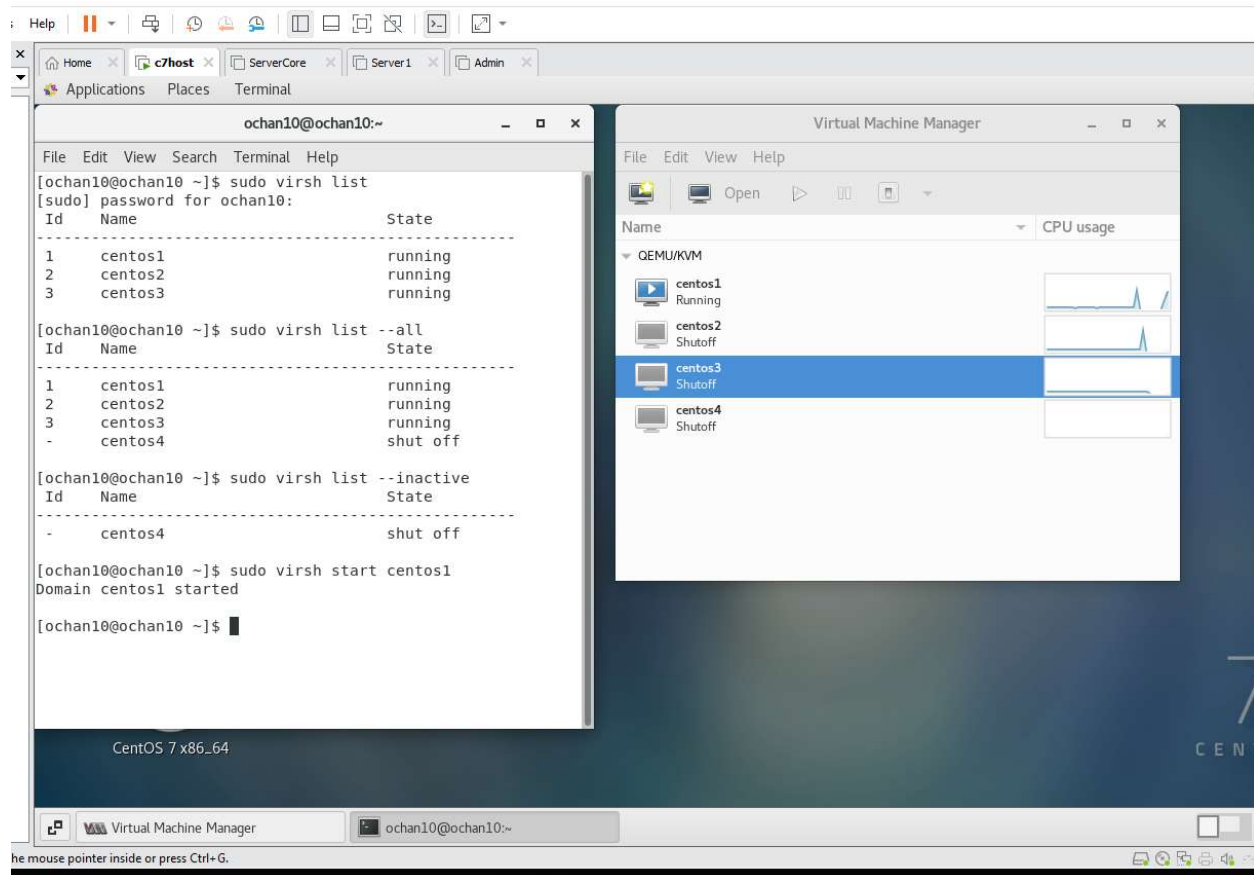 Help
Home
c7host
ServerCore
Server1
Admin
Applications Places Terminal
ochan10@ochan10:~
File Edit View Search Terminal Help
[ochan10@ochan10 ~]$ sudo virsh list
[sudo] password for ochan10:
Id Name State
----------------------------------------------------
1 centos1 running
2 centos2 running
3 centos3 running
[ochan10@ochan10 ~]$ sudo virsh list --all
Id Name State
----------------------------------------------------
1 centos1 running
2 centos2 running
3 centos3 running
- centos4 shut off
[ochan10@ochan10 ~]$ sudo virsh list --inactive
Id Name State
----------------------------------------------------
- centos4 shut off
[ochan10@ochan10 ~]$ sudo virsh start centos1
Domain centos1 started
[ochan10@ochan10 ~]$
Virtual Machine Manager
File Edit View Help
Open
Name CPU usage
QEMU/KVM
centos1
Running
centos2
Shutoff
centos3
Shutoff
centos4
Shutoff
7
CEN
CentOS 7 x86_64
Virtual Machine Manager
ochan10@ochan10:~
he mouse pointer inside or press Ctrl+G.